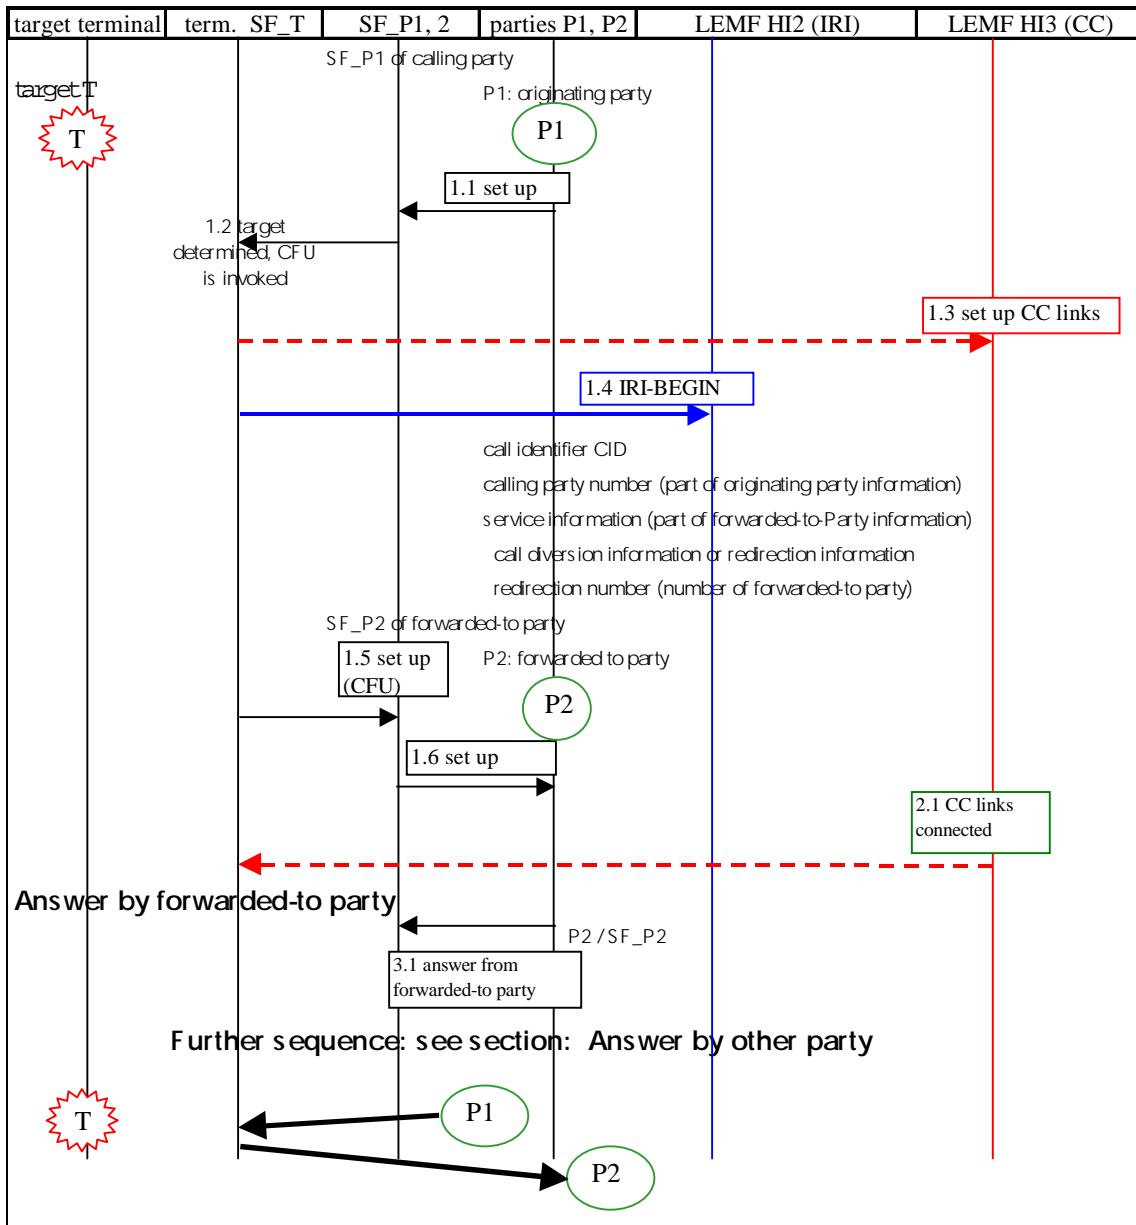 target terminal term. SF_T SF_P1, 2 parties P1, P2 LEMF HI2 (IRI) LEMF HI3 (CC)
SF_P1 of calling party
target T
P1: originating party
T
P1
1.1 set up
1.2 target
determined, CFU
is invoked
1.3 set up CC links
1.4 IRI-BEGIN
call identifier CID
calling party number (part of originating party information)
service information (part of forwarded-to-Party information)
call diversion information or redirection information
redirection number (number of forwarded-to party)
SF_P2 of forwarded-to party
1.5 set up
(CFU)
P2: forwarded to party
P2
1.6 set up
2.1 CC links
connected
Answer by forwarded-to party
P2 / SF_P2
3.1 answer from
forwarded-to party
Further sequence: see section: Answer by other party
T
P1
P2